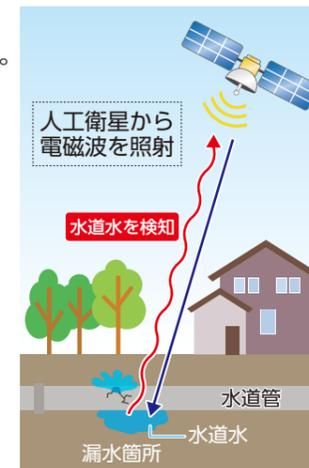 。
人工衛星から
電磁波を照射
水道水を検知
水道管
水道水
漏水箇所